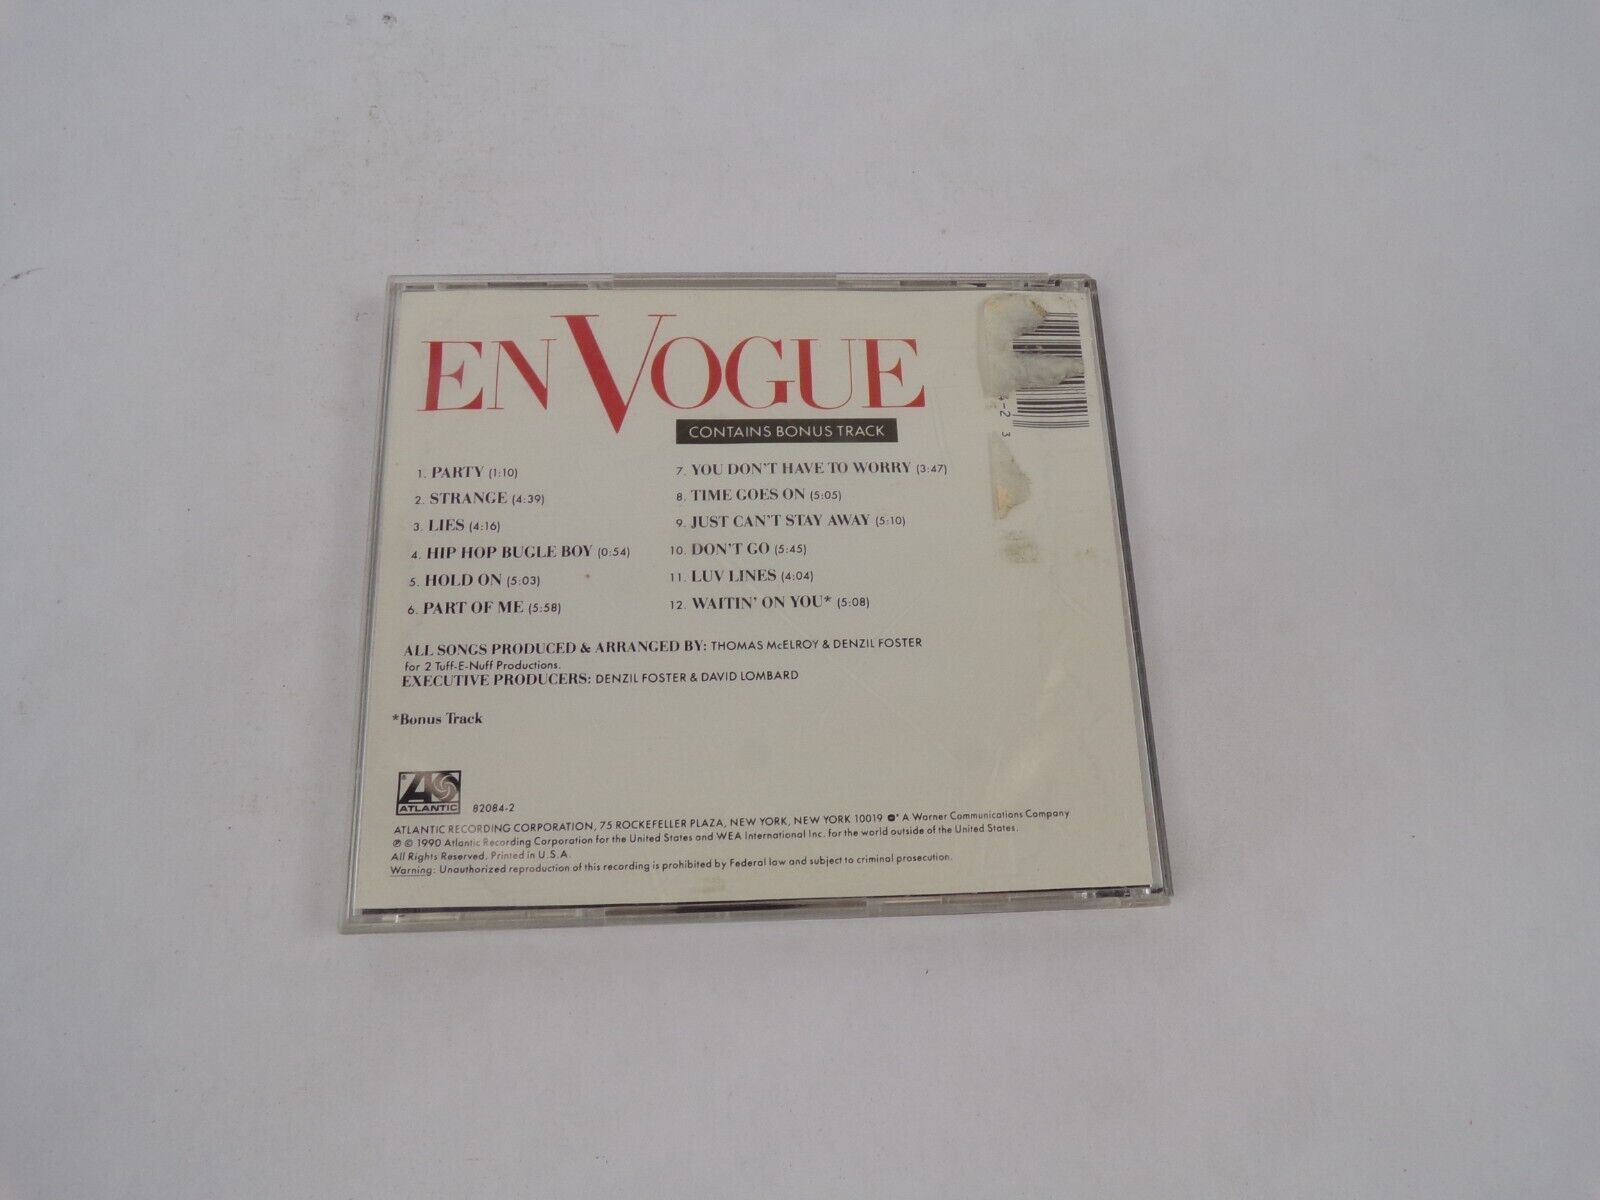 EN VOGUE
CONTAINS BONUS TRACK
1. PARTY (1:10)
2. STRANGE (4:39)
3. LIES (4:16)
4. HIP HOP BUGLE BOY (0:54)
5. HOLD ON (5:03)
6. PART OF ME (5:58)
7. YOU DON'T HAVE TO WORRY (3:47)
8. TIME GOES ON (5:05)
9. JUST CAN'T STAY AWAY (5:10)
10. DON'T GO (5:45)
11. LUV LINES (4:04)
12. WAITIN' ON YOU* (5:08)
ALL SONGS PRODUCED & ARRANGED BY: THOMAS McELROY & DENZIL FOSTER
for 2 Tuff-E-Nuff Productions.
EXECUTIVE PRODUCERS: DENZIL FOSTER & DAVID LOMBARD
*Bonus Track
ATLANTIC
82084-2
ATLANTIC RECORDING CORPORATION, 75 ROCKEFELLER PLAZA, NEW YORK, NEW YORK 10019 A Warner Communications Company
℗ © 1990 Atlantic Recording Corporation for the United States and WEA International Inc. for the world outside of the United States.
All Rights Reserved. Printed in U.S.A.
Warning: Unauthorized reproduction of this recording is prohibited by Federal law and subject to criminal prosecution.
-2 3